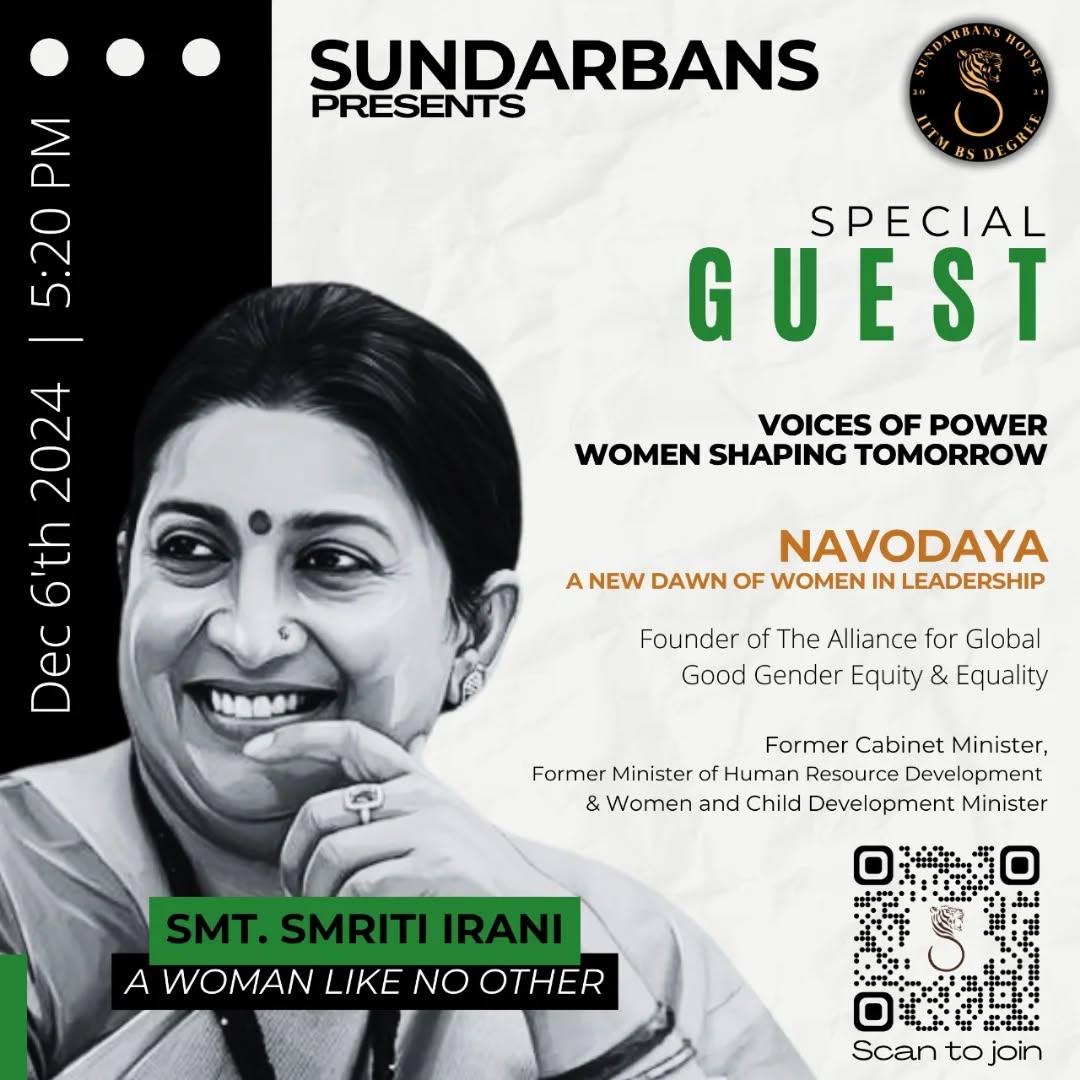 SUNDARBANS
PRESENTS
SUNDARBANS HOUSE
20 21
IITM BS DEGREE
Dec 6'th 2024 | 5:20 PM
SPECIAL
GUEST
VOICES OF POWER
WOMEN SHAPING TOMORROW
NAVODAYA
A NEW DAWN OF WOMEN IN LEADERSHIP
Founder of The Alliance for Global
Good Gender Equity & Equality
Former Cabinet Minister,
Former Minister of Human Resource Development
& Women and Child Development Minister
SMT. SMRITI IRANI
A WOMAN LIKE NO OTHER
Scan to join